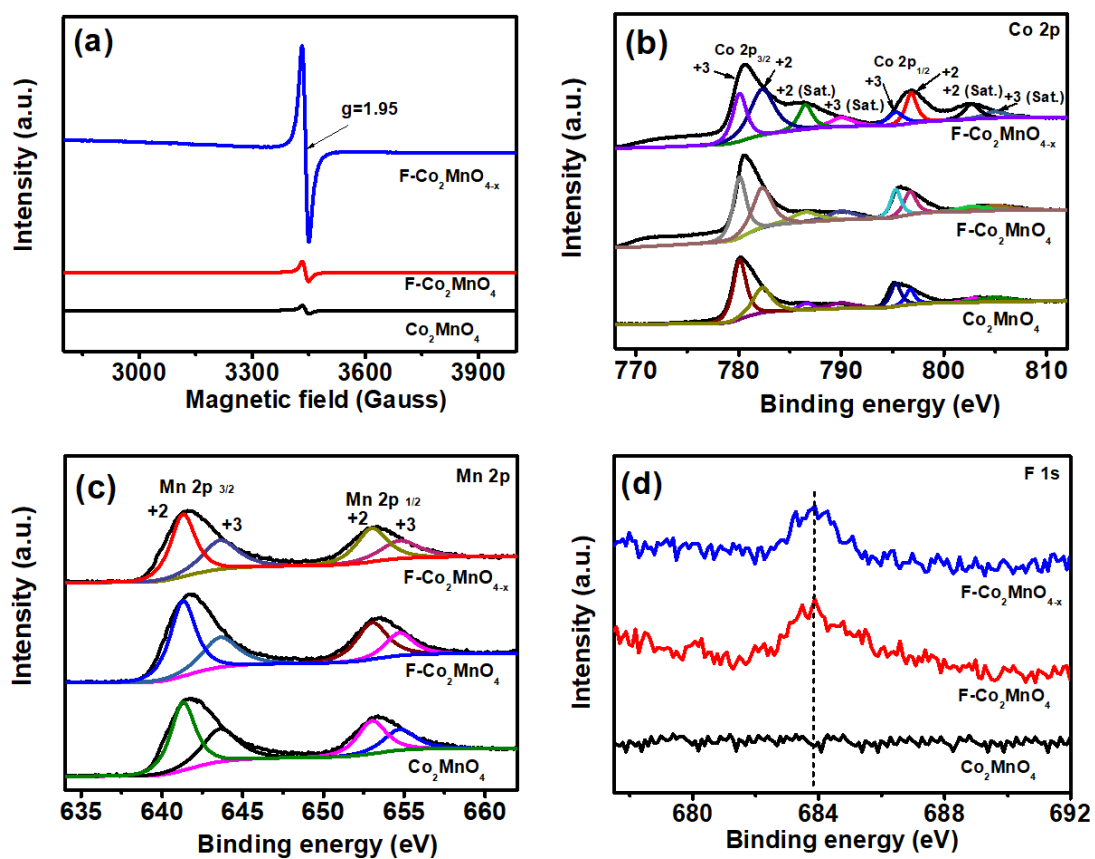 (a)
Intensity (a.u.)
g=1.95
F-Co₂MnO₄₋ₓ
F-Co₂MnO₄
Co₂MnO₄
3000 3300 3600 3900
Magnetic field (Gauss)
(b)
Co 2p
Intensity (a.u.)
Co 2p₃/₂
+3
+2
+2 (Sat.)
+3 (Sat.)
Co 2p₁/₂
+3
+2
+2 (Sat.)
+3 (Sat.)
F-Co₂MnO₄₋ₓ
F-Co₂MnO₄
Co₂MnO₄
770 780 790 800 810
Binding energy (eV)
(c)
Mn 2p
Intensity (a.u.)
Mn 2p ₃/₂
+2
+3
Mn 2p ₁/₂
+2
+3
F-Co₂MnO₄₋ₓ
F-Co₂MnO₄
Co₂MnO₄
635 640 645 650 655 660
Binding energy (eV)
(d)
F 1s
Intensity (a.u.)
F-Co₂MnO₄₋ₓ
F-Co₂MnO₄
Co₂MnO₄
680 684 688 692
Binding energy (eV)